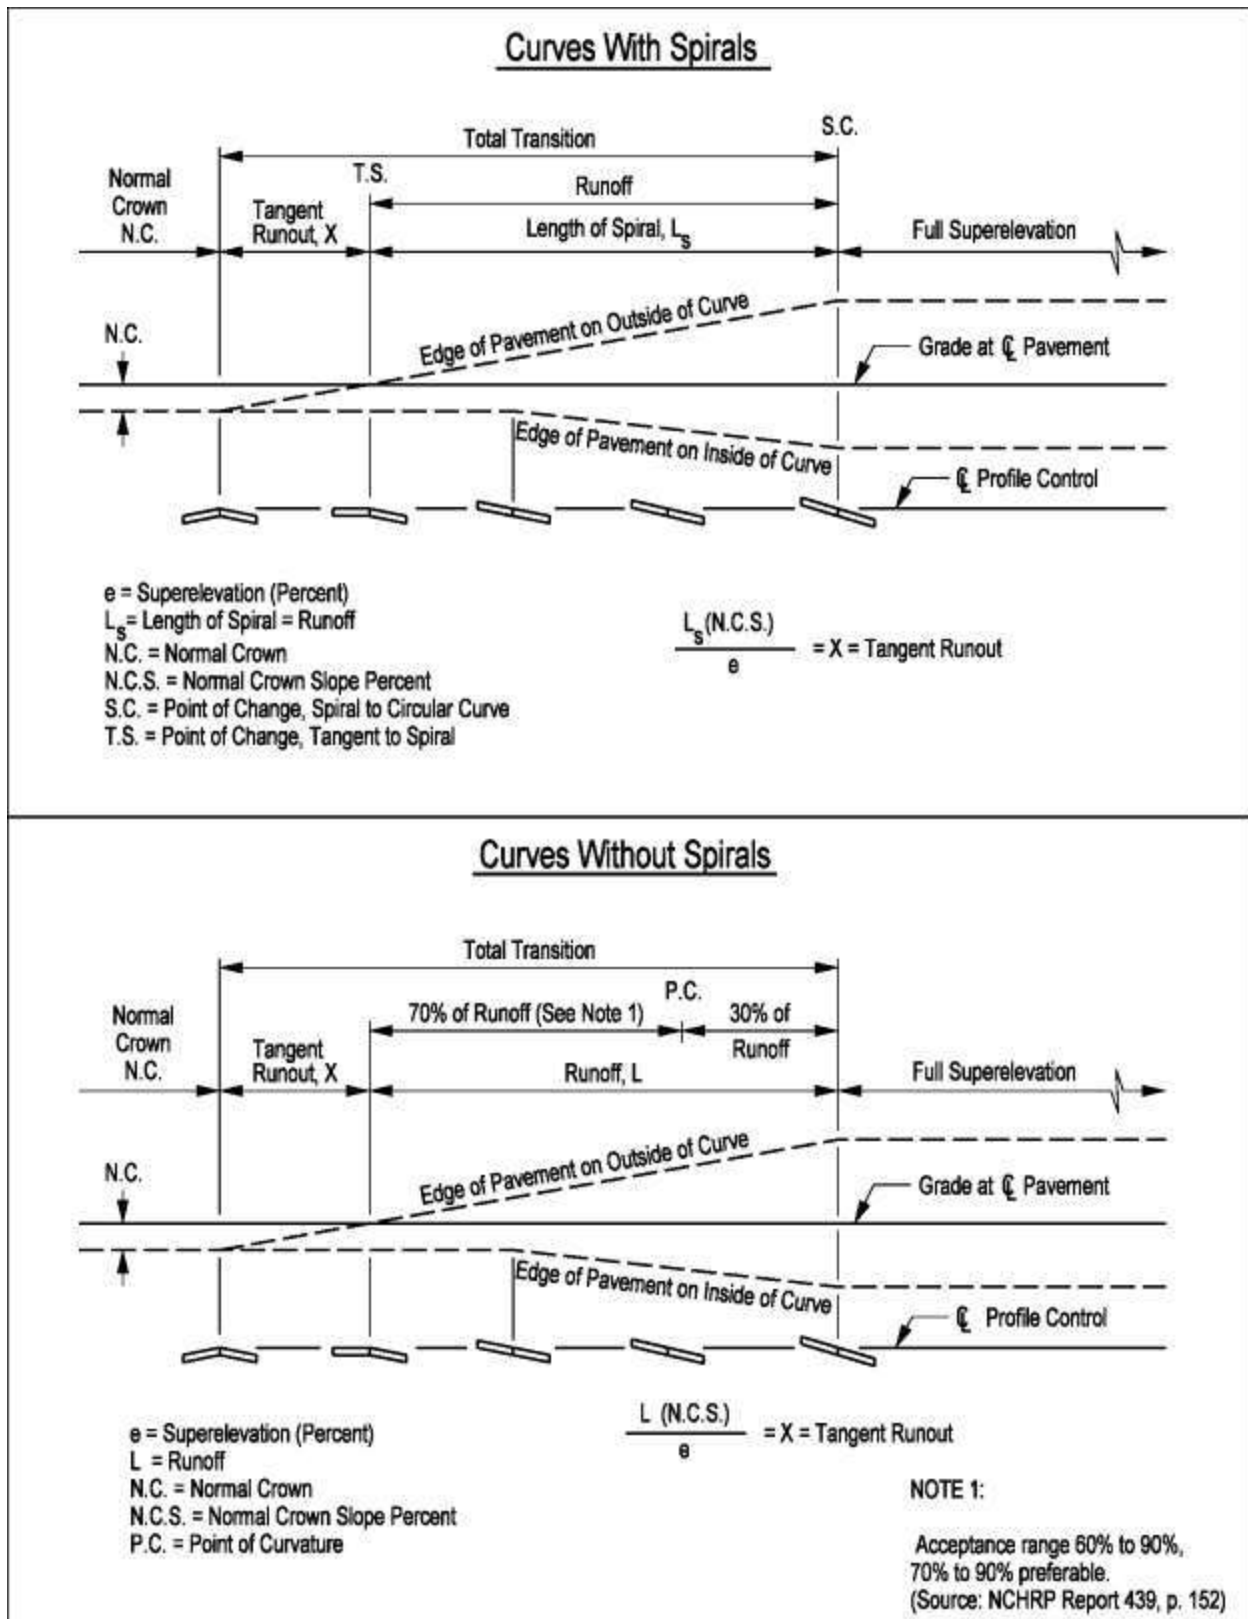 Curves With Spirals
Total Transition
S.C.
T.S.
Normal
Crown
N.C.
Runoff
Tangent
Runout, X
Length of Spiral, Ls
Full Superelevation
N.C.
Edge of Pavement on Outside of Curve
Grade at ℄ Pavement
Edge of Pavement on Inside of Curve
℄ Profile Control
e = Superelevation (Percent)
Ls= Length of Spiral = Runoff
N.C. = Normal Crown
N.C.S. = Normal Crown Slope Percent
S.C. = Point of Change, Spiral to Circular Curve
T.S. = Point of Change, Tangent to Spiral
Ls(N.C.S.)
e
= X = Tangent Runout
Curves Without Spirals
Total Transition
P.C.
Normal
Crown
N.C.
70% of Runoff (See Note 1)
30% of
Runoff
Tangent
Runout, X
Runoff, L
Full Superelevation
N.C.
Edge of Pavement on Outside of Curve
Grade at ℄ Pavement
Edge of Pavement on Inside of Curve
℄ Profile Control
e = Superelevation (Percent)
L = Runoff
N.C. = Normal Crown
N.C.S. = Normal Crown Slope Percent
P.C. = Point of Curvature
L (N.C.S.)
e
= X = Tangent Runout
NOTE 1:
Acceptance range 60% to 90%,
70% to 90% preferable.
(Source: NCHRP Report 439, p. 152)